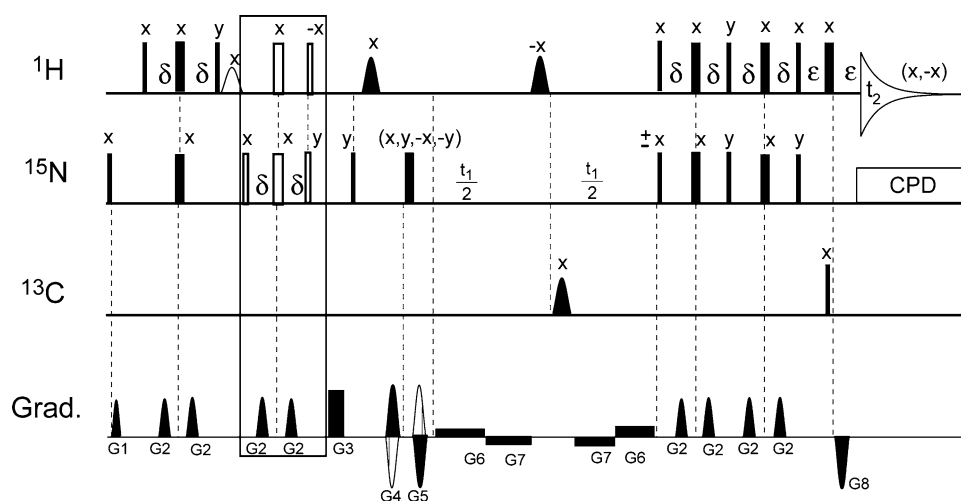 x x y x x -x x -x x x y x x x
¹H δ δ δ δ δ δ ε ε t₂ (x,-x)
x x x x y y (x,y,-x,-y) ± x x y x y
¹⁵N δ δ t₁/2 t₁/2 CPD
x x
¹³C
Grad.
G1 G2 G2 G2 G2 G3 G4 G5 G6 G7 G7 G6 G2 G2 G2 G2 G8